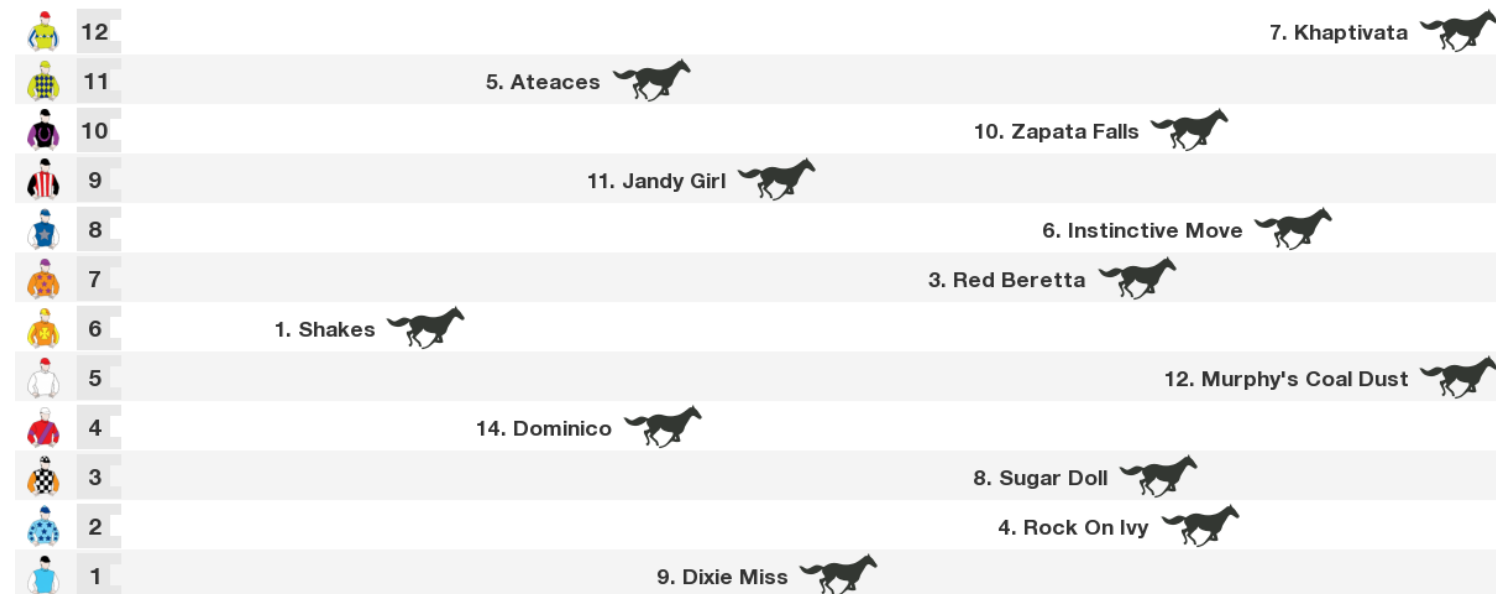 12 7. Khaptivata
11 5. Ateaces
10 10. Zapata Falls
9 11. Jandy Girl
8 6. Instinctive Move
7 3. Red Beretta
6 1. Shakes
5 12. Murphy's Coal Dust
4 14. Dominico
3 8. Sugar Doll
2 4. Rock On Ivy
1 9. Dixie Miss